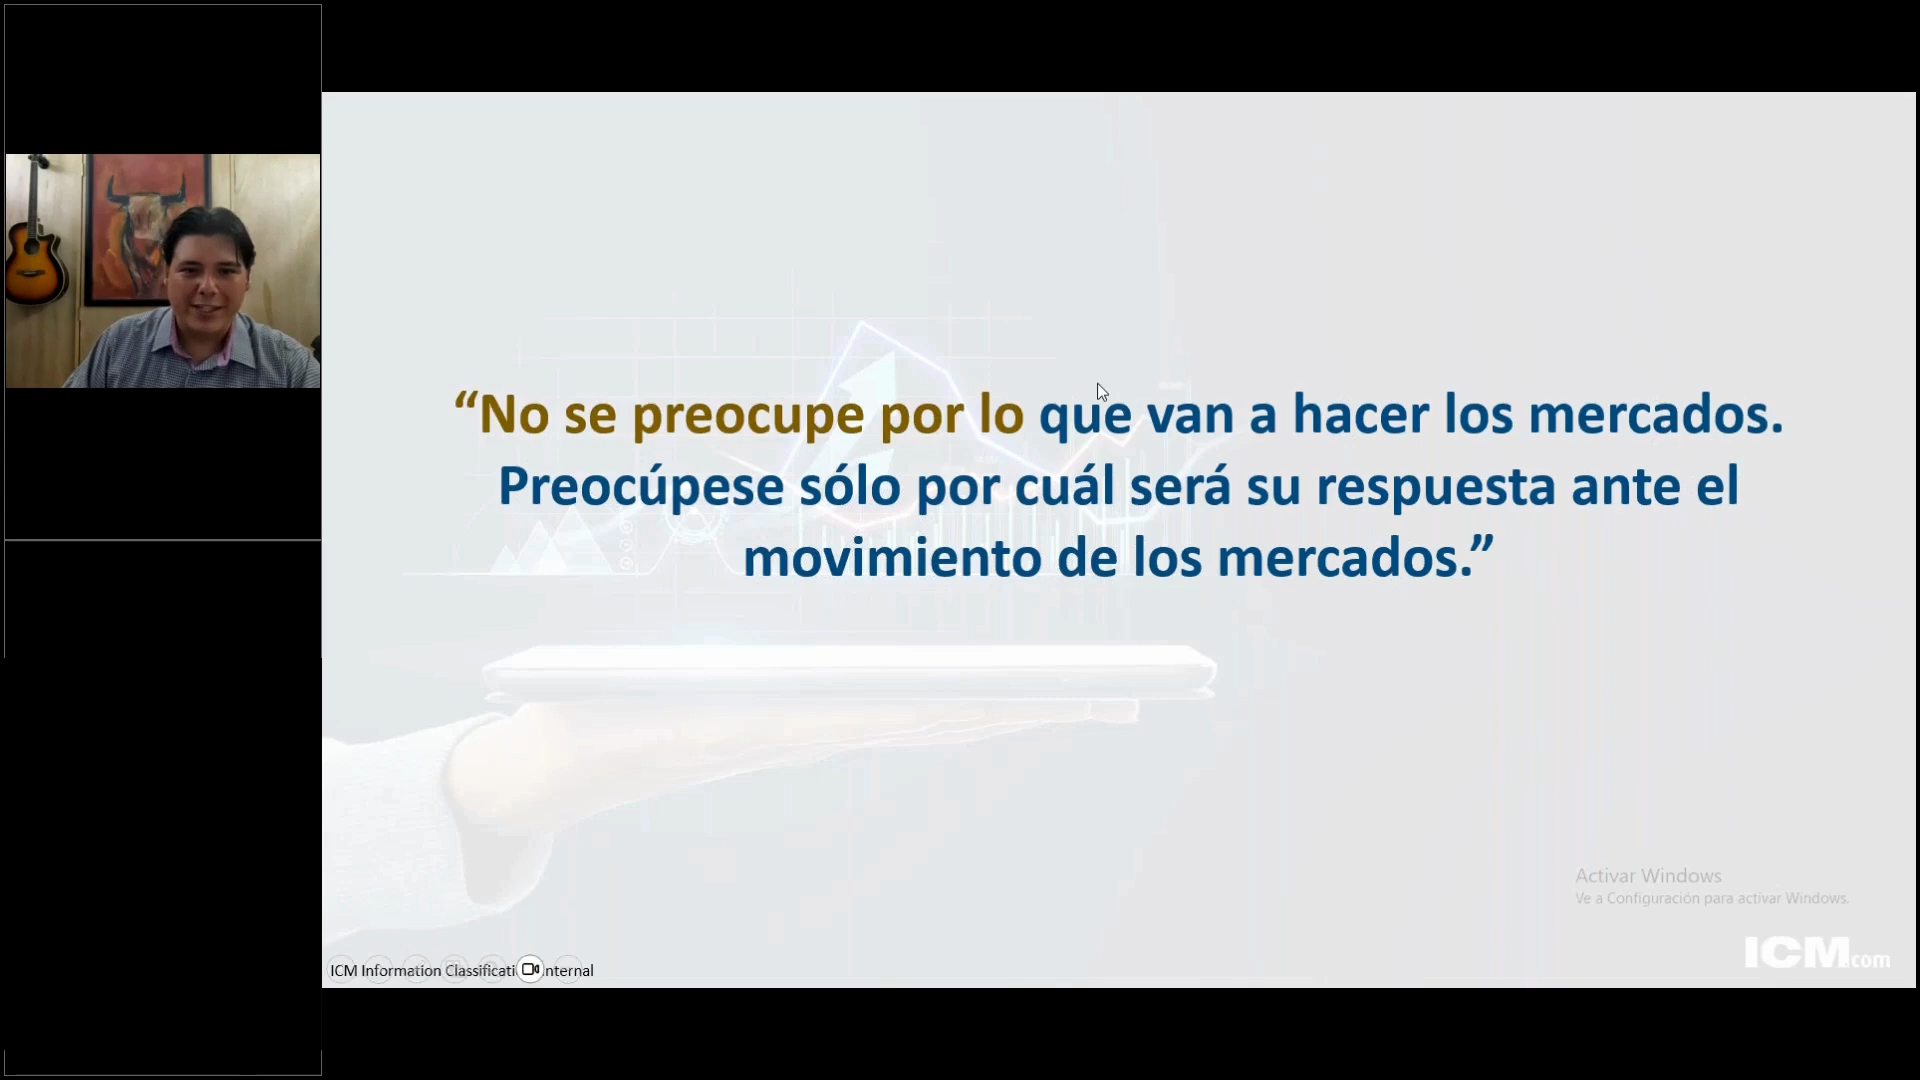 “No se preocupe por lo que van a hacer los mercados.
Preocúpese sólo por cuál será su respuesta ante el
movimiento de los mercados.”
Activar Windows
Ve a Configuración para activar Windows.
ICM.com
ICM Information Classificati nternal